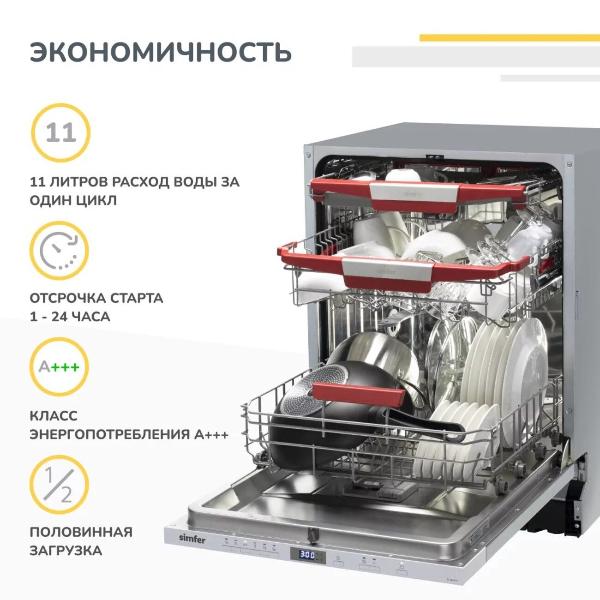 ЭКОНОМИЧНОСТЬ
11
11 ЛИТРОВ РАСХОД ВОДЫ ЗА
ОДИН ЦИКЛ
ОТСРОЧКА СТАРТА
1 - 24 ЧАСА
A+++
КЛАСС
ЭНЕРГОПОТРЕБЛЕНИЯ А+++
1/2
ПОЛОВИННАЯ
ЗАГРУЗКА
simfer
3:00